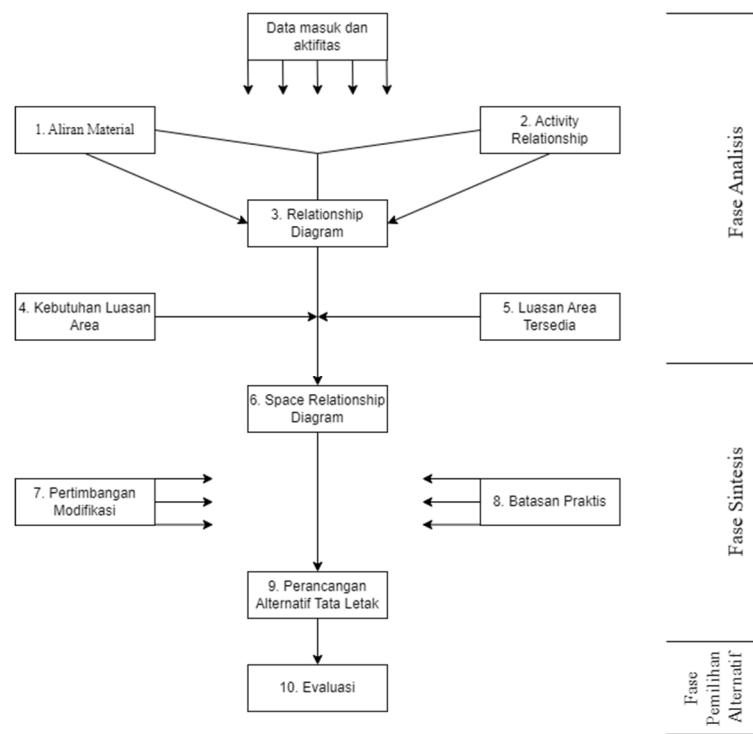 Data masuk dan
aktifitas
1. Aliran Material
2. Activity
Relationship
3. Relationship
Diagram
4. Kebutuhan Luasan
Area
5. Luasan Area
Tersedia
6. Space Relationship
Diagram
7. Pertimbangan
Modifikasi
8. Batasan Praktis
9. Perancangan
Alternatif Tata Letak
10. Evaluasi
Fase Analisis
Fase Sintesis
Fase
Pemilihan
Alternatif